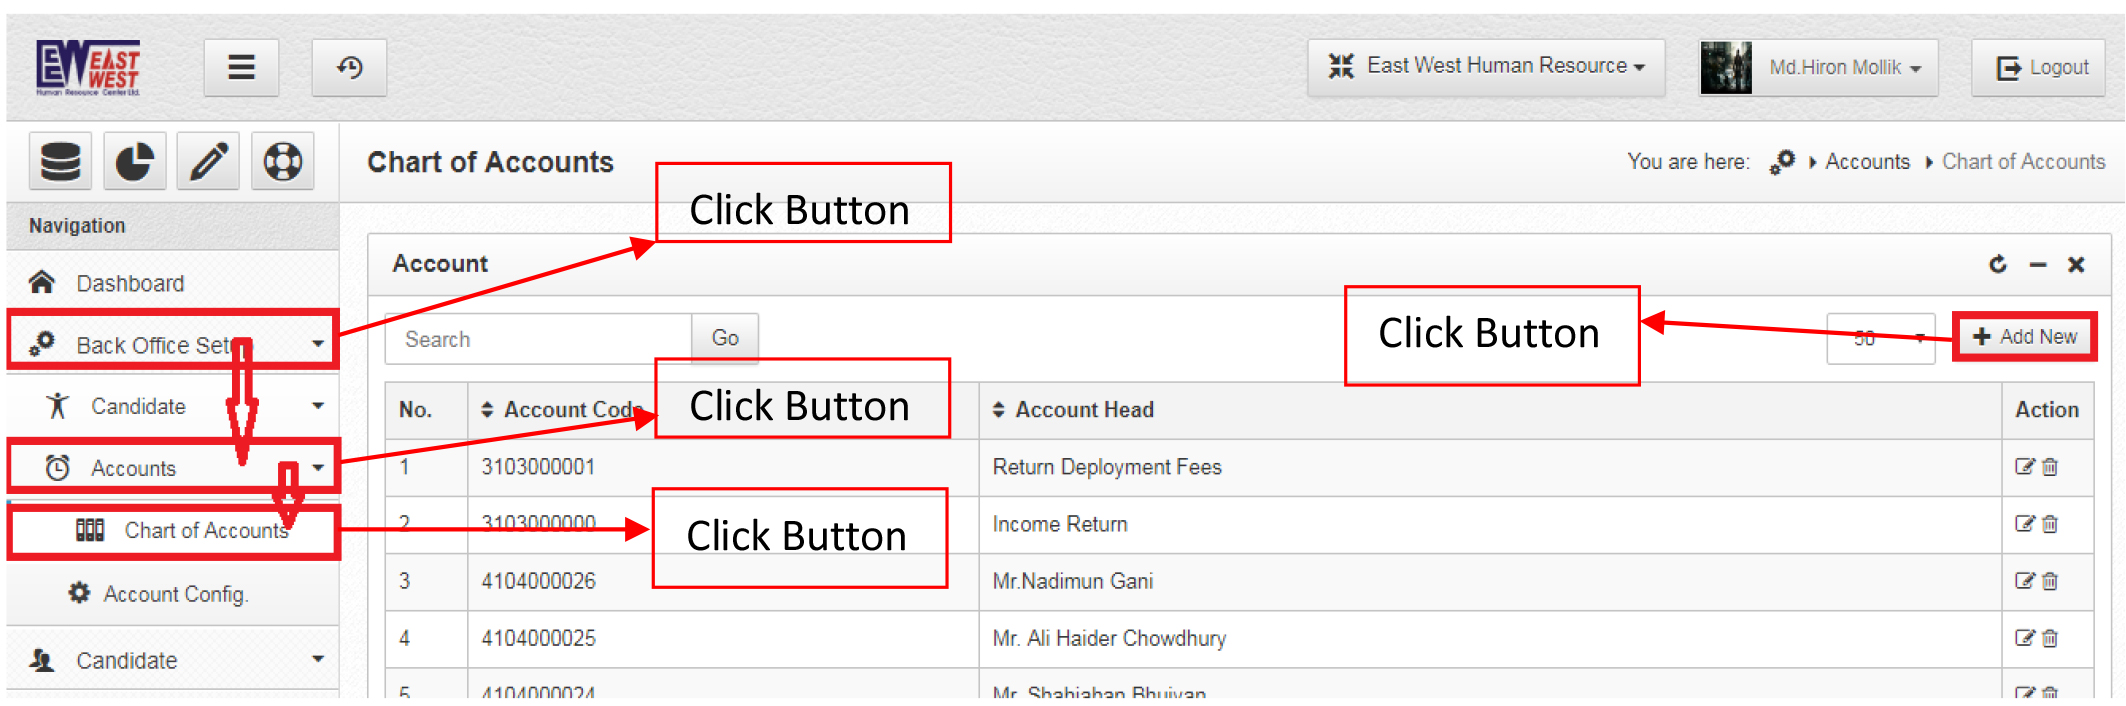 EW EAST
WEST
Human Resource Center Ltd.
East West Human Resource
Md.Hiron Mollik
Logout
Chart of Accounts
You are here: Accounts Chart of Accounts
Click Button
Navigation
Account
Dashboard
Back Office Setup
Search Go
Click Button
50
Add New
Candidate
No. Account Code Account Head Action
Click Button
Accounts
1 3103000001 Return Deployment Fees
Chart of Accounts
2 3103000000 Income Return
Click Button
3 4104000026 Mr.Nadimun Gani
Account Config.
4 4104000025 Mr. Ali Haider Chowdhury
Candidate
5 4104000024 Mr. Shahjahan Bhuiyan